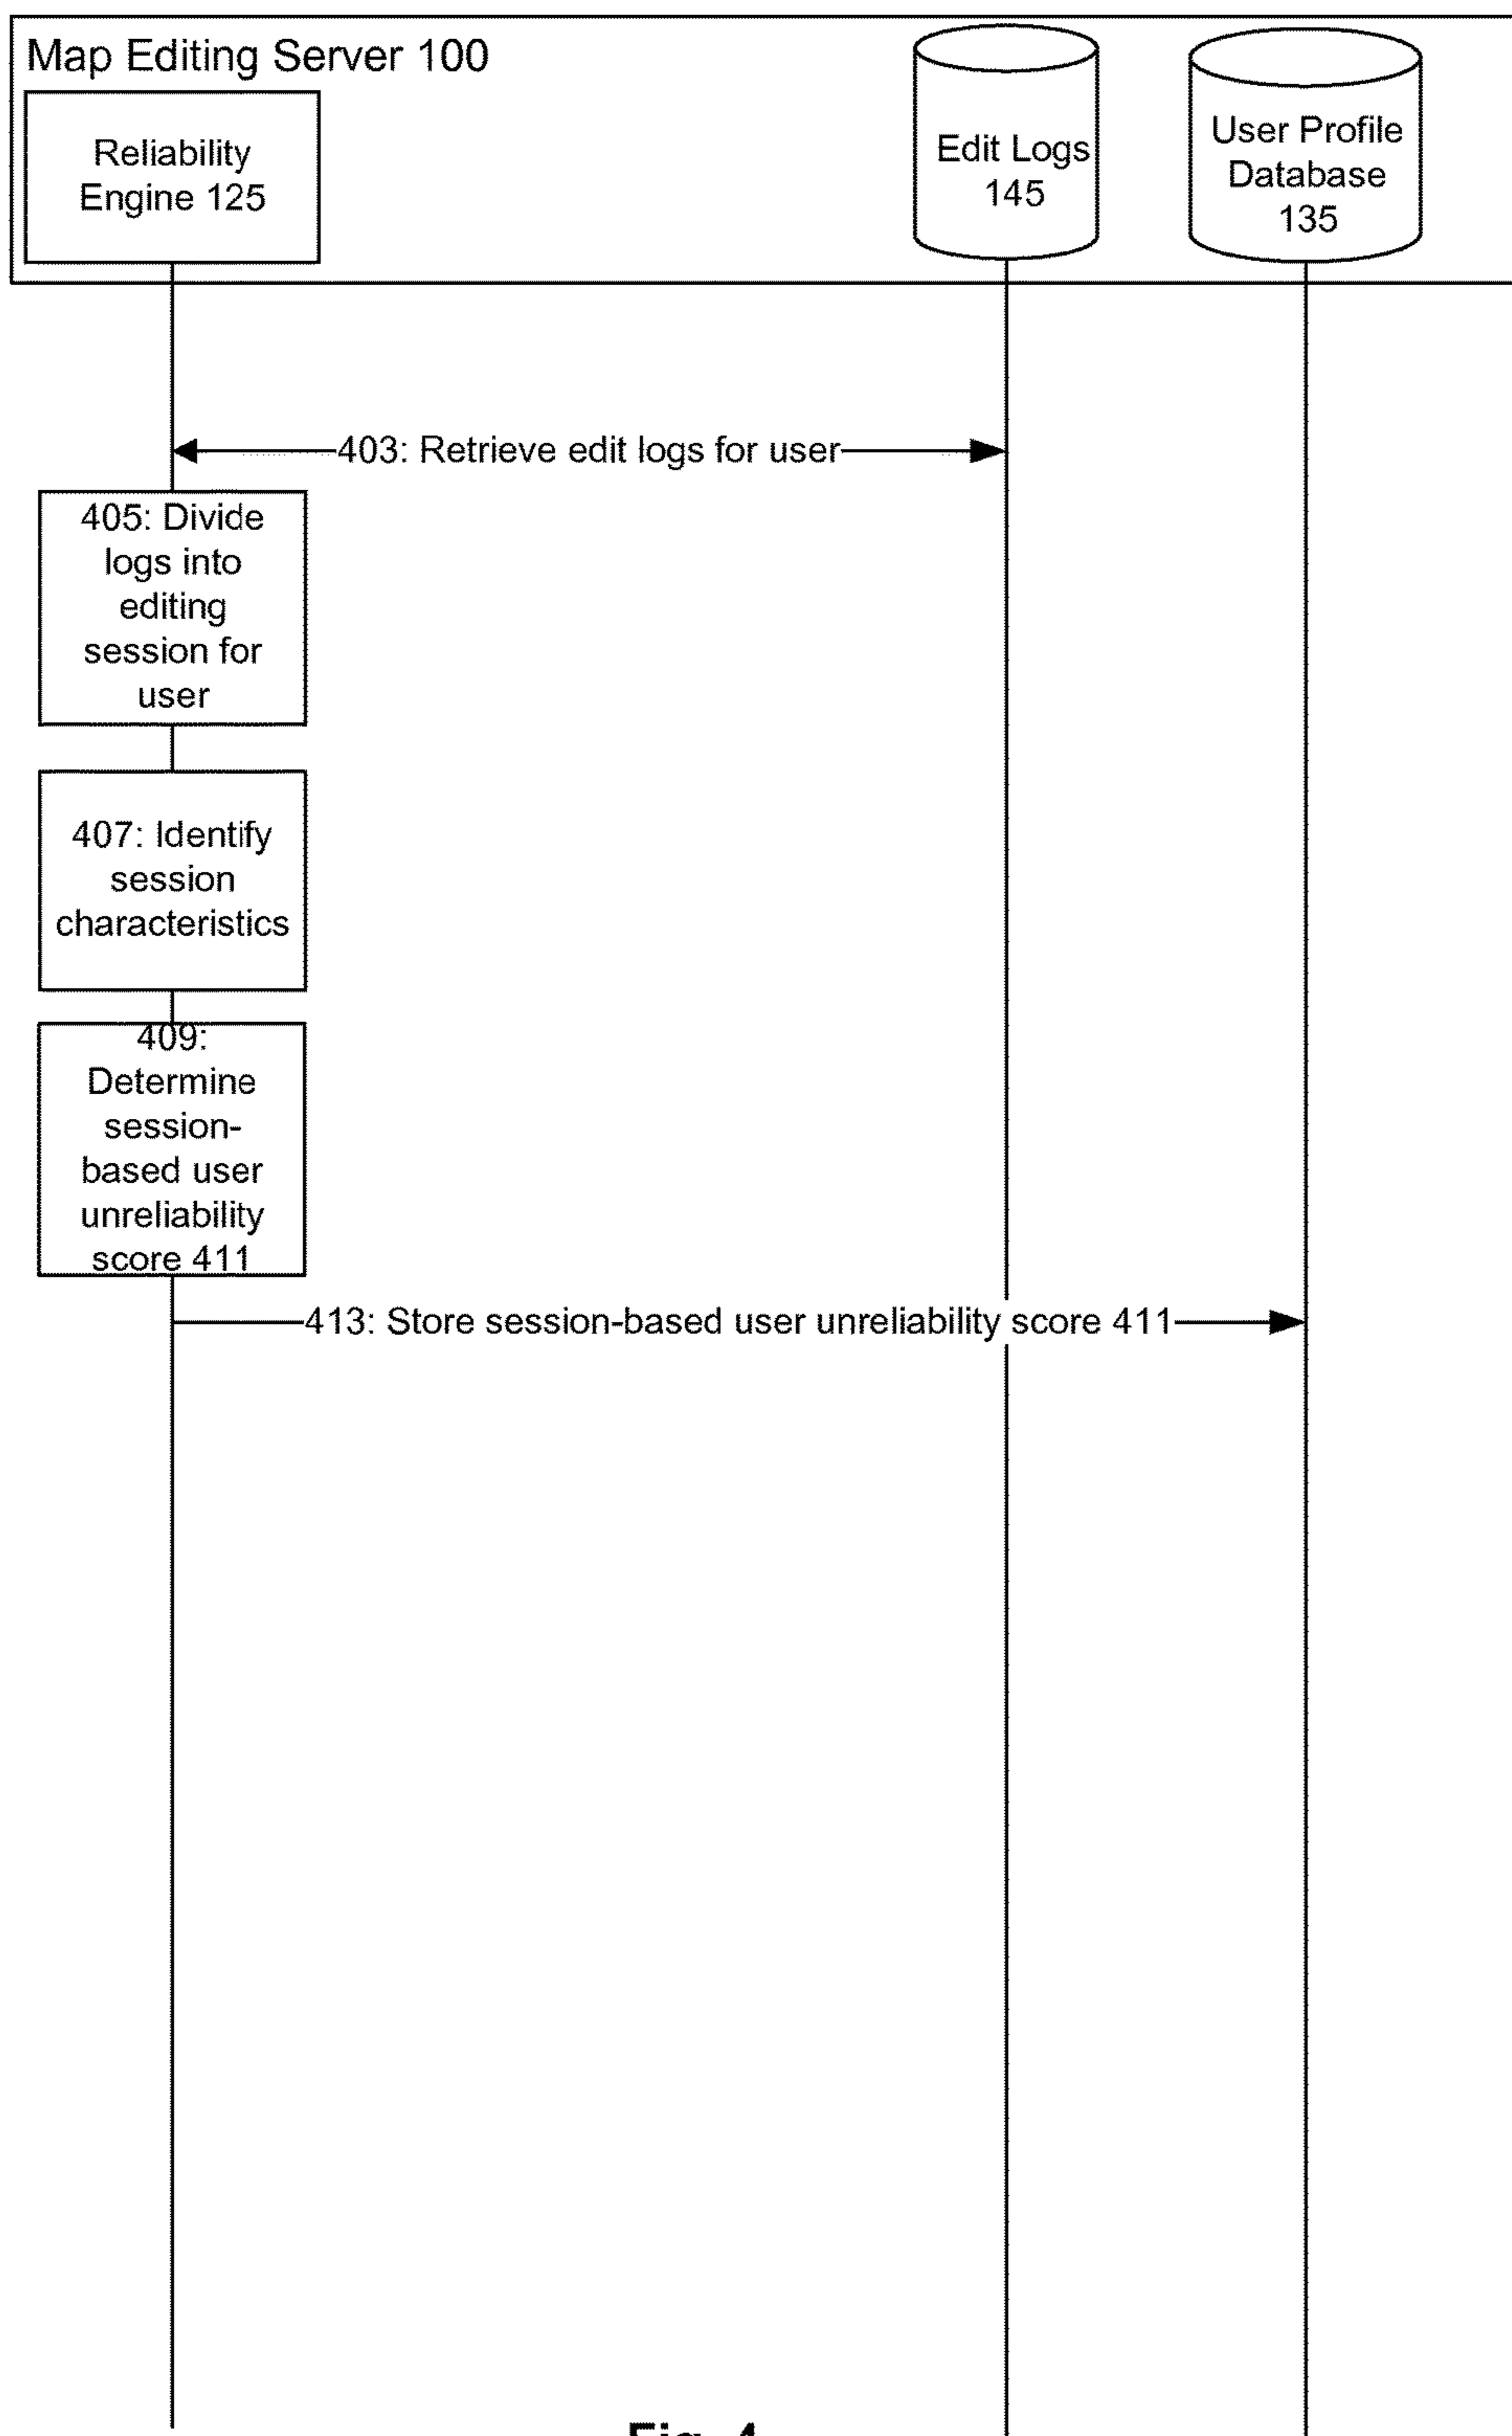 Map Editing Server 100
Reliability
Engine 125
Edit Logs
145
User Profile
Database
135
403: Retrieve edit logs for user
405: Divide
logs into
editing
session for
user
407: Identify
session
characteristics
409:
Determine
session-
based user
unreliability
score 411
413: Store session-based user unreliability score 411
Fig. 4